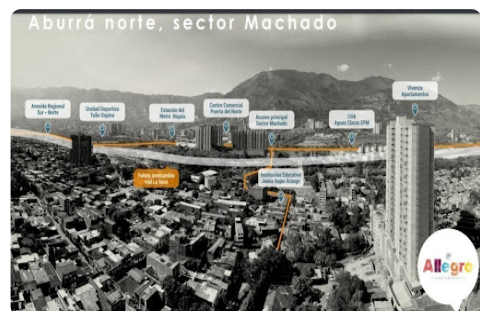 Aburrá norte, sector Machado
Avenida Regional
Sur - Norte
Unidad Deportiva
Tulio Ospina
Estación del
Metro Niquía
Centro Comercial
Puerta del Norte
Acceso principal
Sector Machado
UVA
Aguas Claras EPM
Vivenza
Apartamentos
Futuro intercambio
vial La Seca
Institución Educativa
Jaime Arango Rojas
Allegro